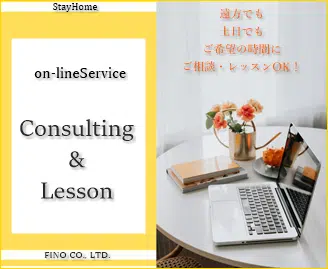 StayHome
on-lineService
Consulting
&
Lesson
FINO CO., LTD.
遠方でも
土日でも
ご希望の時間に
ご相談・レッスンOK！